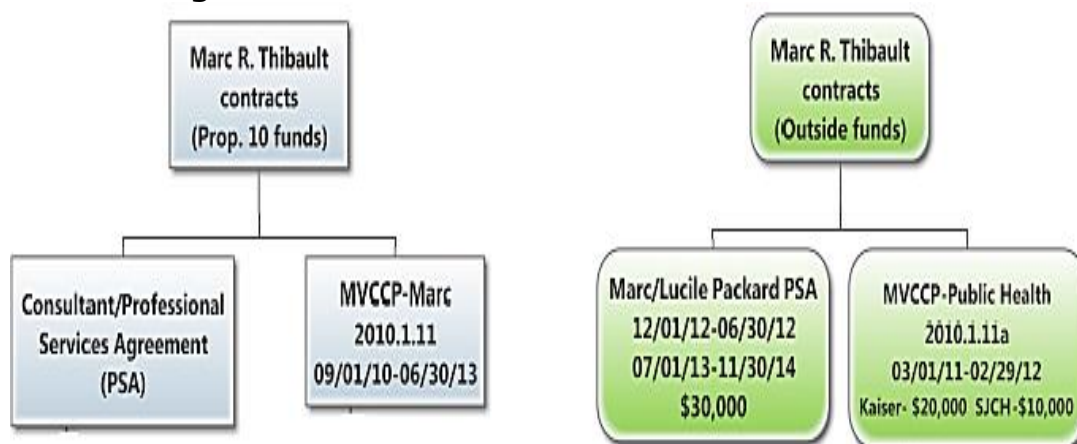 Marc R. Thibault
contracts
(Prop. 10 funds)
Marc R. Thibault
contracts
(Outside funds)
Consultant/Professional
Services Agreement
(PSA)
MVCCP-Marc
2010.1.11
09/01/10-06/30/13
Marc/Lucile Packard PSA
12/01/12-06/30/12
07/01/13-11/30/14
$30,000
MVCCP-Public Health
2010.1.11a
03/01/11-02/29/12
Kaiser- $20,000 SJCH-$10,000